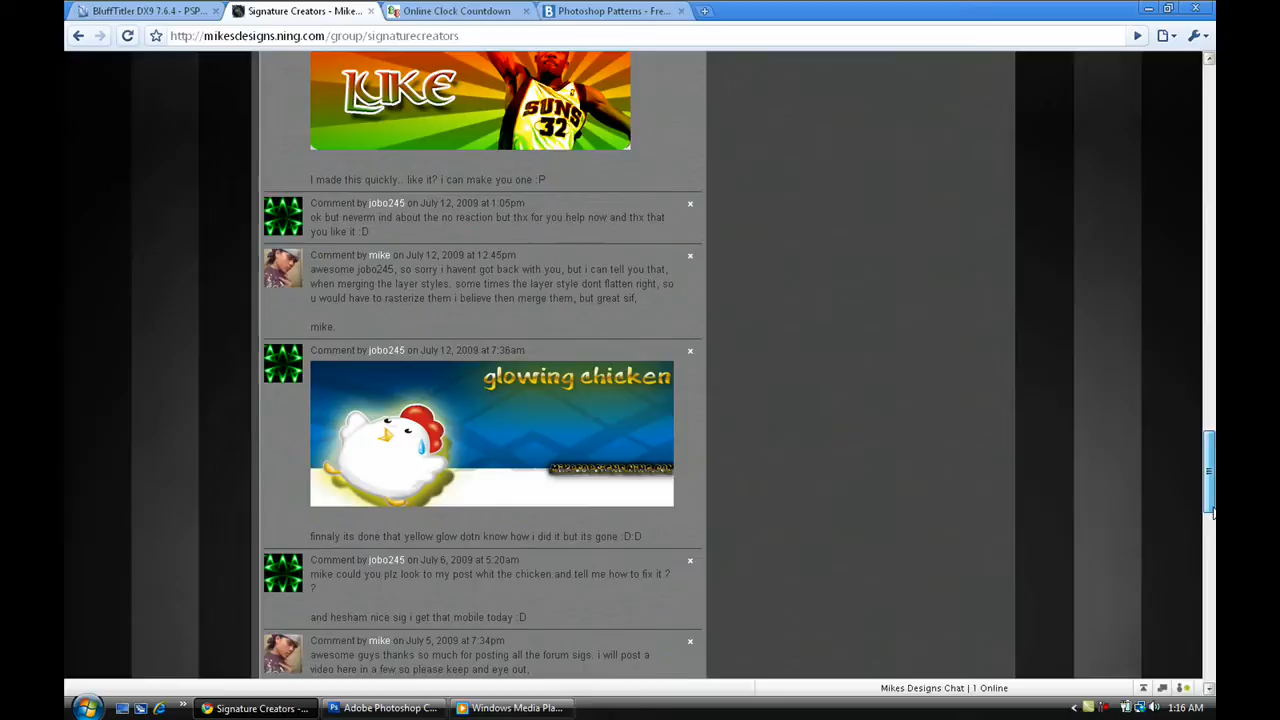 BluffTitler DX9 7.6.4 - PSP...
Signature Creators - Mike...
Online Clock Countdown
Photoshop Patterns - Fre...
http://mikesdesigns.ning.com/group/signaturecreators
LUKE
SUNS
32
I made this quickly.. like it? i can make you one :P
Comment by jobo245 on July 12, 2009 at 1:05pm
ok but neverm ind about the no reaction but thx for you help now and thx that
you like it :D
Comment by mike on July 12, 2009 at 12:45pm
awesome jobo245, so sorry i havent got back with you, but i can tell you that,
when merging the layer styles. some times the layer style dont flatten right, so
u would have to rasterize them i believe then merge them, but great sif,
mike.
Comment by jobo245 on July 12, 2009 at 7:36am
glowing chicken
finnaly its done that yellow glow dotn know how i did it but its gone :D:D
Comment by jobo245 on July 6, 2009 at 5:20am
mike could you plz look to my post whit the chicken and tell me how to fix it ?
?
and hesham nice sig i get that mobile today :D
Comment by mike on July 5, 2009 at 7:34pm
awesome guys thanks so much for posting all the forum sigs. i will post a
video here in a few so please keep and eye out,
Mikes Designs Chat | 1 Online
Signature Creators -...
Adobe Photoshop C...
Windows Media Pla...
1:16 AM